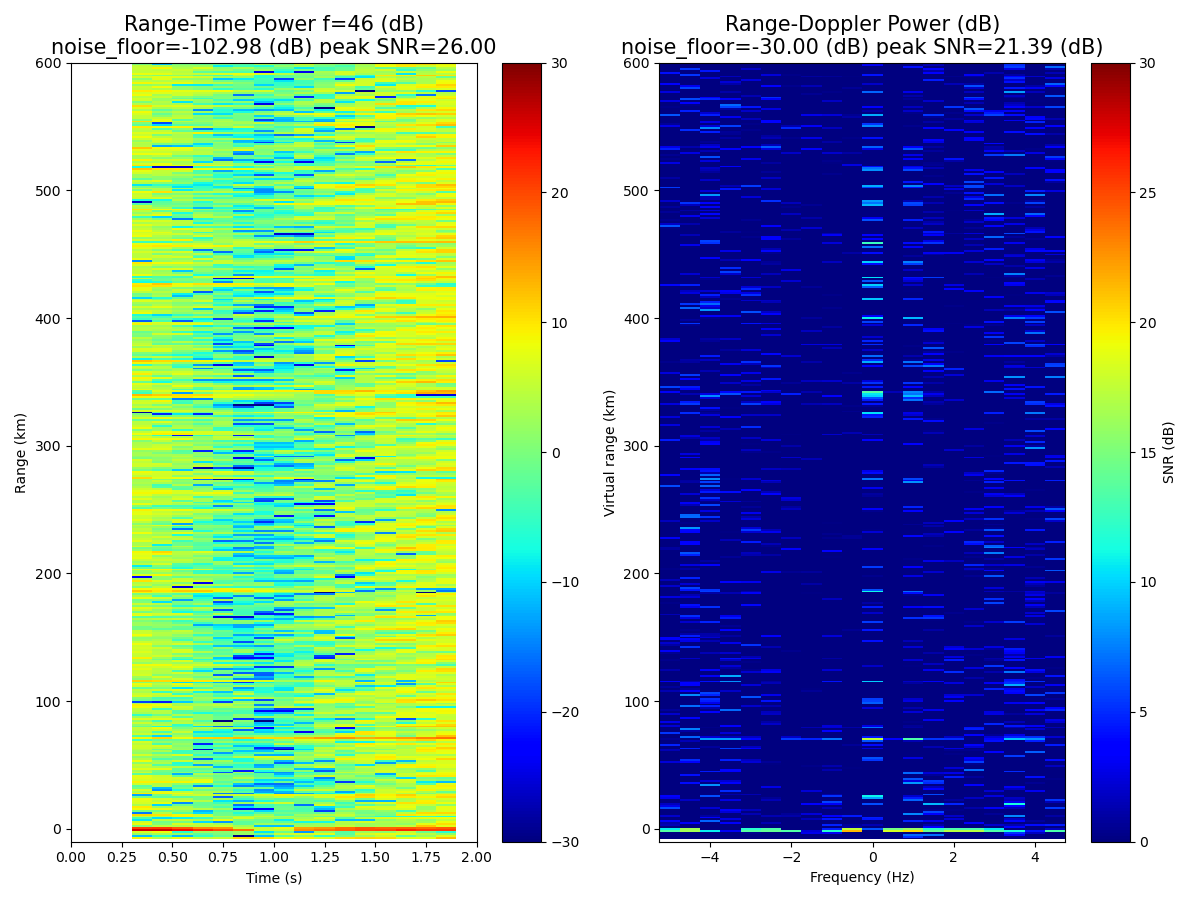 Range-Time Power f=46 (dB)
noise_floor=-102.98 (dB) peak SNR=26.00
600
500
400
300
200
100
0
Range (km)
0.00 0.25 0.50 0.75 1.00 1.25 1.50 1.75 2.00
Time (s)
30
20
10
0
−10
−20
−30
Range-Doppler Power (dB)
noise_floor=-30.00 (dB) peak SNR=21.39 (dB)
600
500
400
300
200
100
0
Virtual range (km)
−4 −2 0 2 4
Frequency (Hz)
30
25
20
15
10
5
0
SNR (dB)